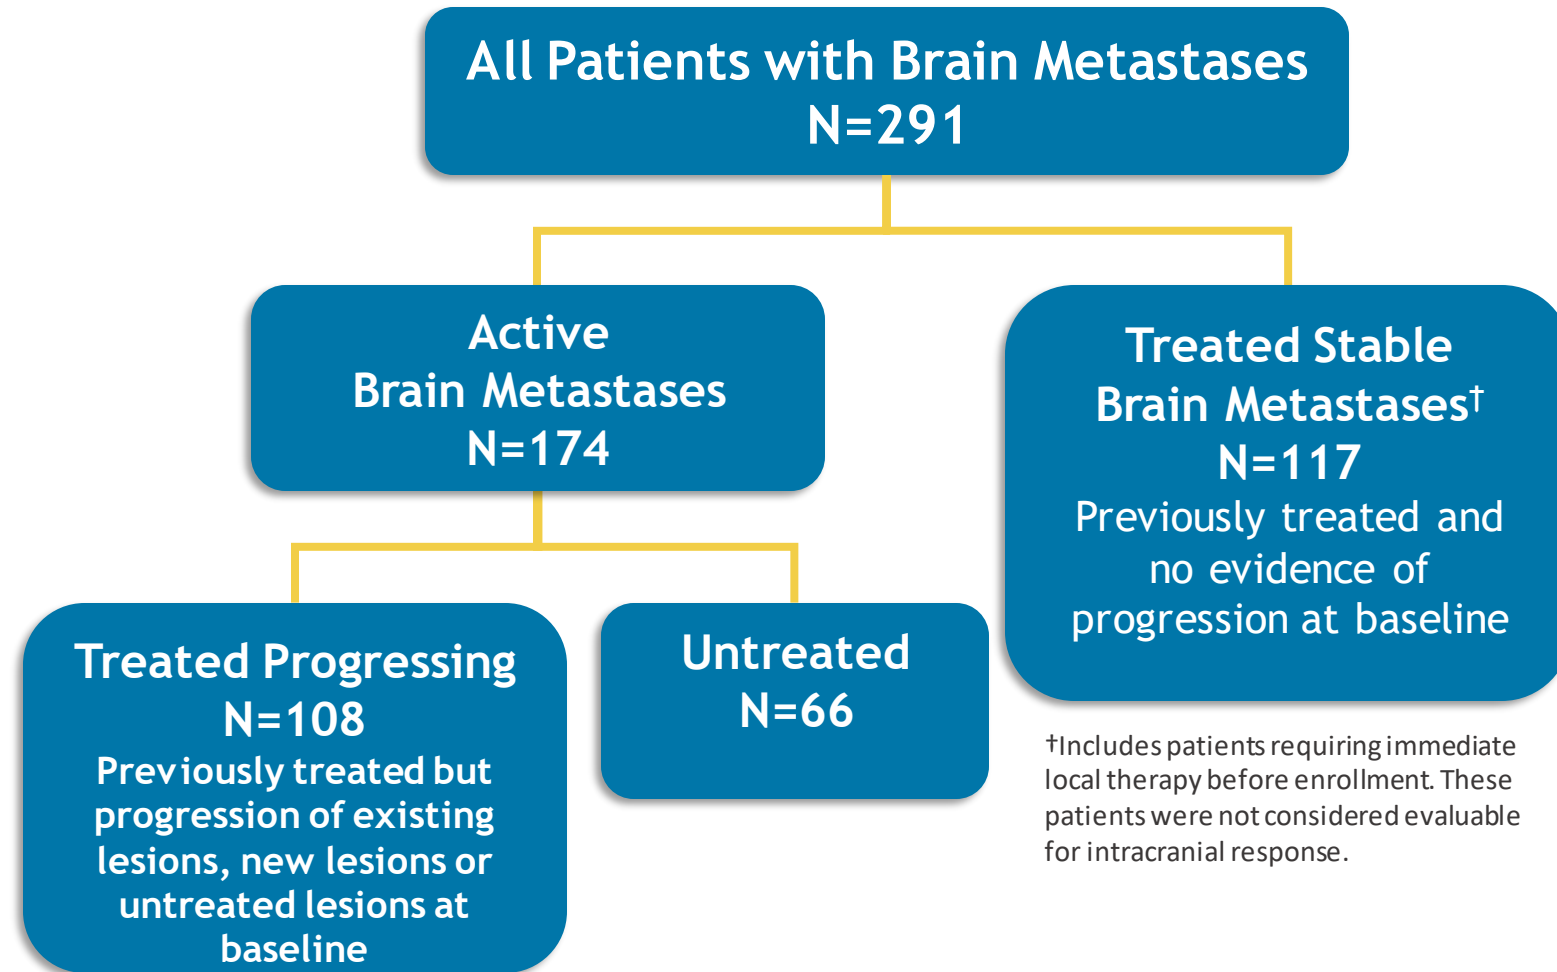 All Patients with Brain Metastases
N=291
Active
Brain Metastases
N=174
Treated Stable
Brain Metastases†
N=117
Previously treated and
no evidence of
progression at baseline
Treated Progressing
N=108
Previously treated but
progression of existing
lesions, new lesions or
untreated lesions at
baseline
Untreated
N=66
†Includes patients requiring immediate
local therapy before enrollment. These
patients were not considered evaluable
for intracranial response.